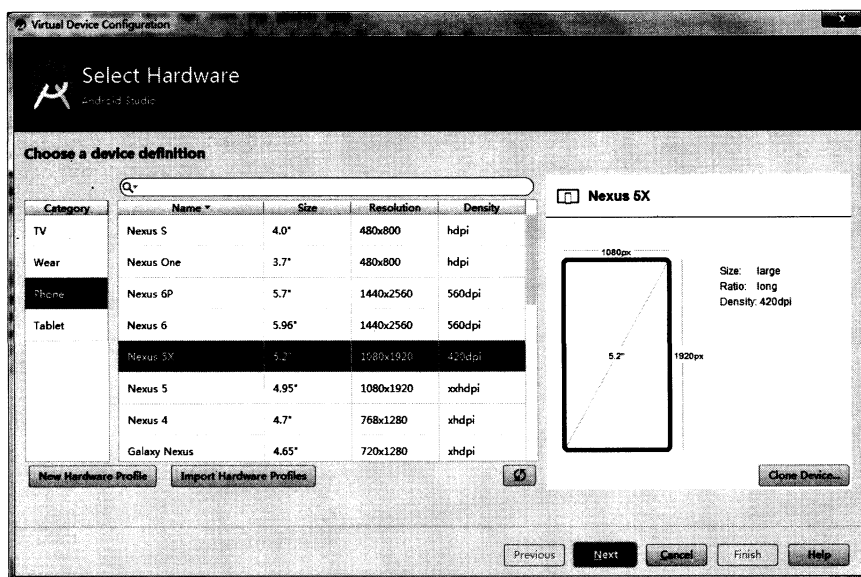 Virtual Device Configuration
X
Select Hardware
Android Studio
Choose a device definition
Category
TV
Wear
Phone
Tablet
Name Size Resolution Density
Nexus S 4.0" 480x800 hdpi
Nexus One 3.7" 480x800 hdpi
Nexus 6P 5.7" 1440x2560 560dpi
Nexus 6 5.96" 1440x2560 560dpi
Nexus 5X 5.2" 1080x1920 420dpi
Nexus 5 4.95" 1080x1920 xxhdpi
Nexus 4 4.7" 768x1280 xhdpi
Galaxy Nexus 4.65" 720x1280 xhdpi
New Hardware Profile Import Hardware Profiles
Nexus 5X
1080px
5.2"
1920px
Size: large
Ratio: long
Density: 420dpi
Clone Device...
Previous Next Cancel Finish Help